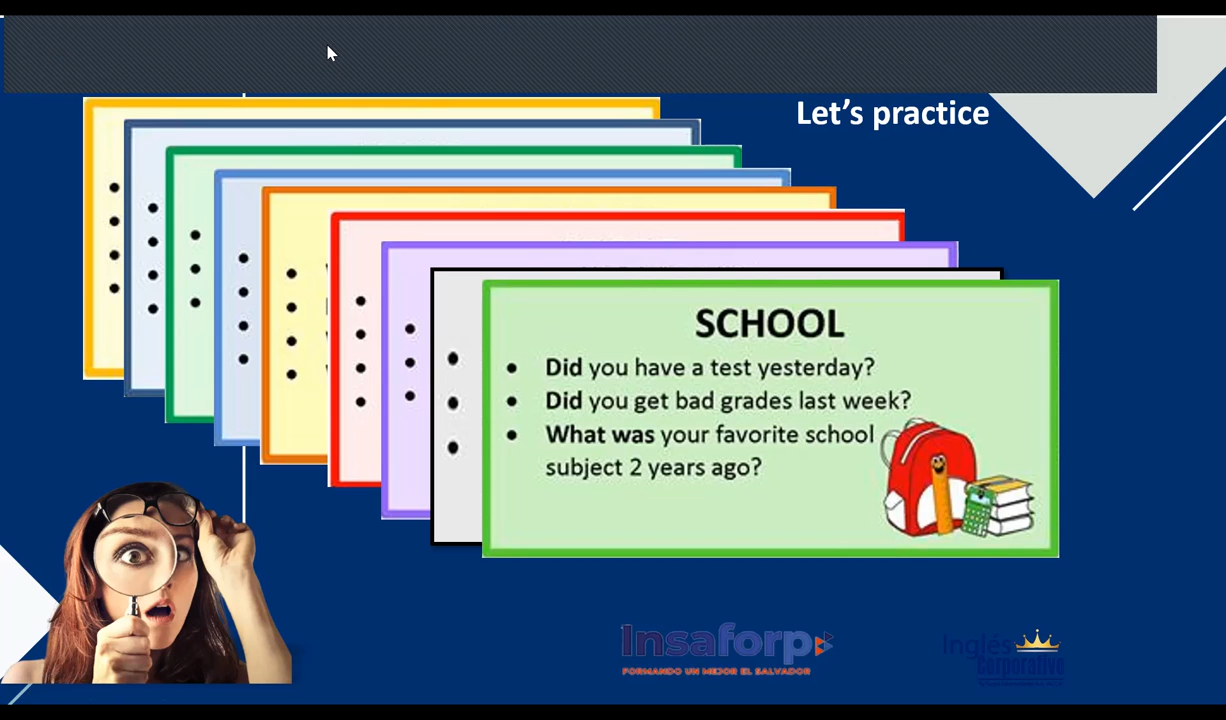 Let's practice
SCHOOL
• Did you have a test yesterday?
• Did you get bad grades last week?
• What was your favorite school
subject 2 years ago?
Insaforp
FORMANDO UN MEJOR EL SALVADOR
Inglés
Corporative